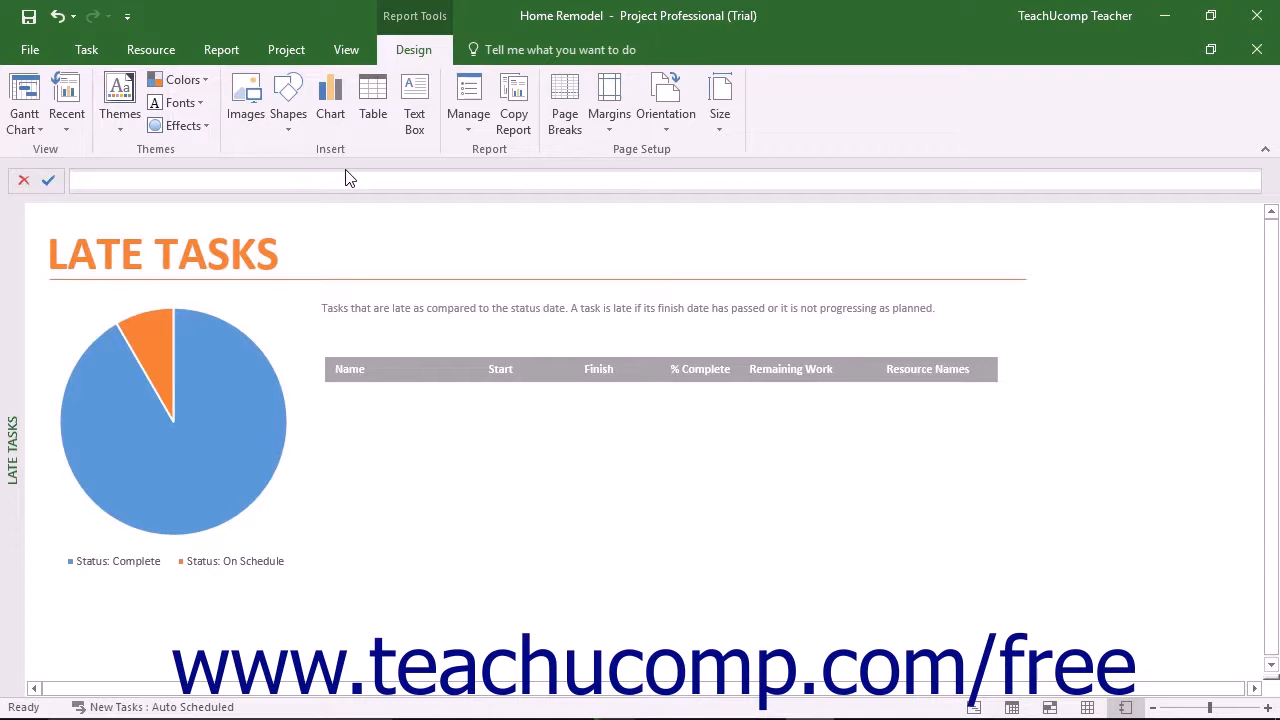 Report Tools
Home Remodel - Project Professional (Trial)
TeachUcomp Teacher
File Task Resource Report Project View Design Tell me what you want to do
Gantt Chart
Recent
Themes
Colors
Fonts
Effects
Images
Shapes
Chart
Table
Text Box
Manage
Copy Report
Page Breaks
Margins
Orientation
Size
View Themes Insert Report Page Setup
LATE TASKS
LATE TASKS
Tasks that are late as compared to the status date. A task is late if its finish date has passed or it is not progressing as planned.
Name Start Finish % Complete Remaining Work Resource Names
Status: Complete Status: On Schedule
www.teachucomp.com/free
Ready New Tasks : Auto Scheduled